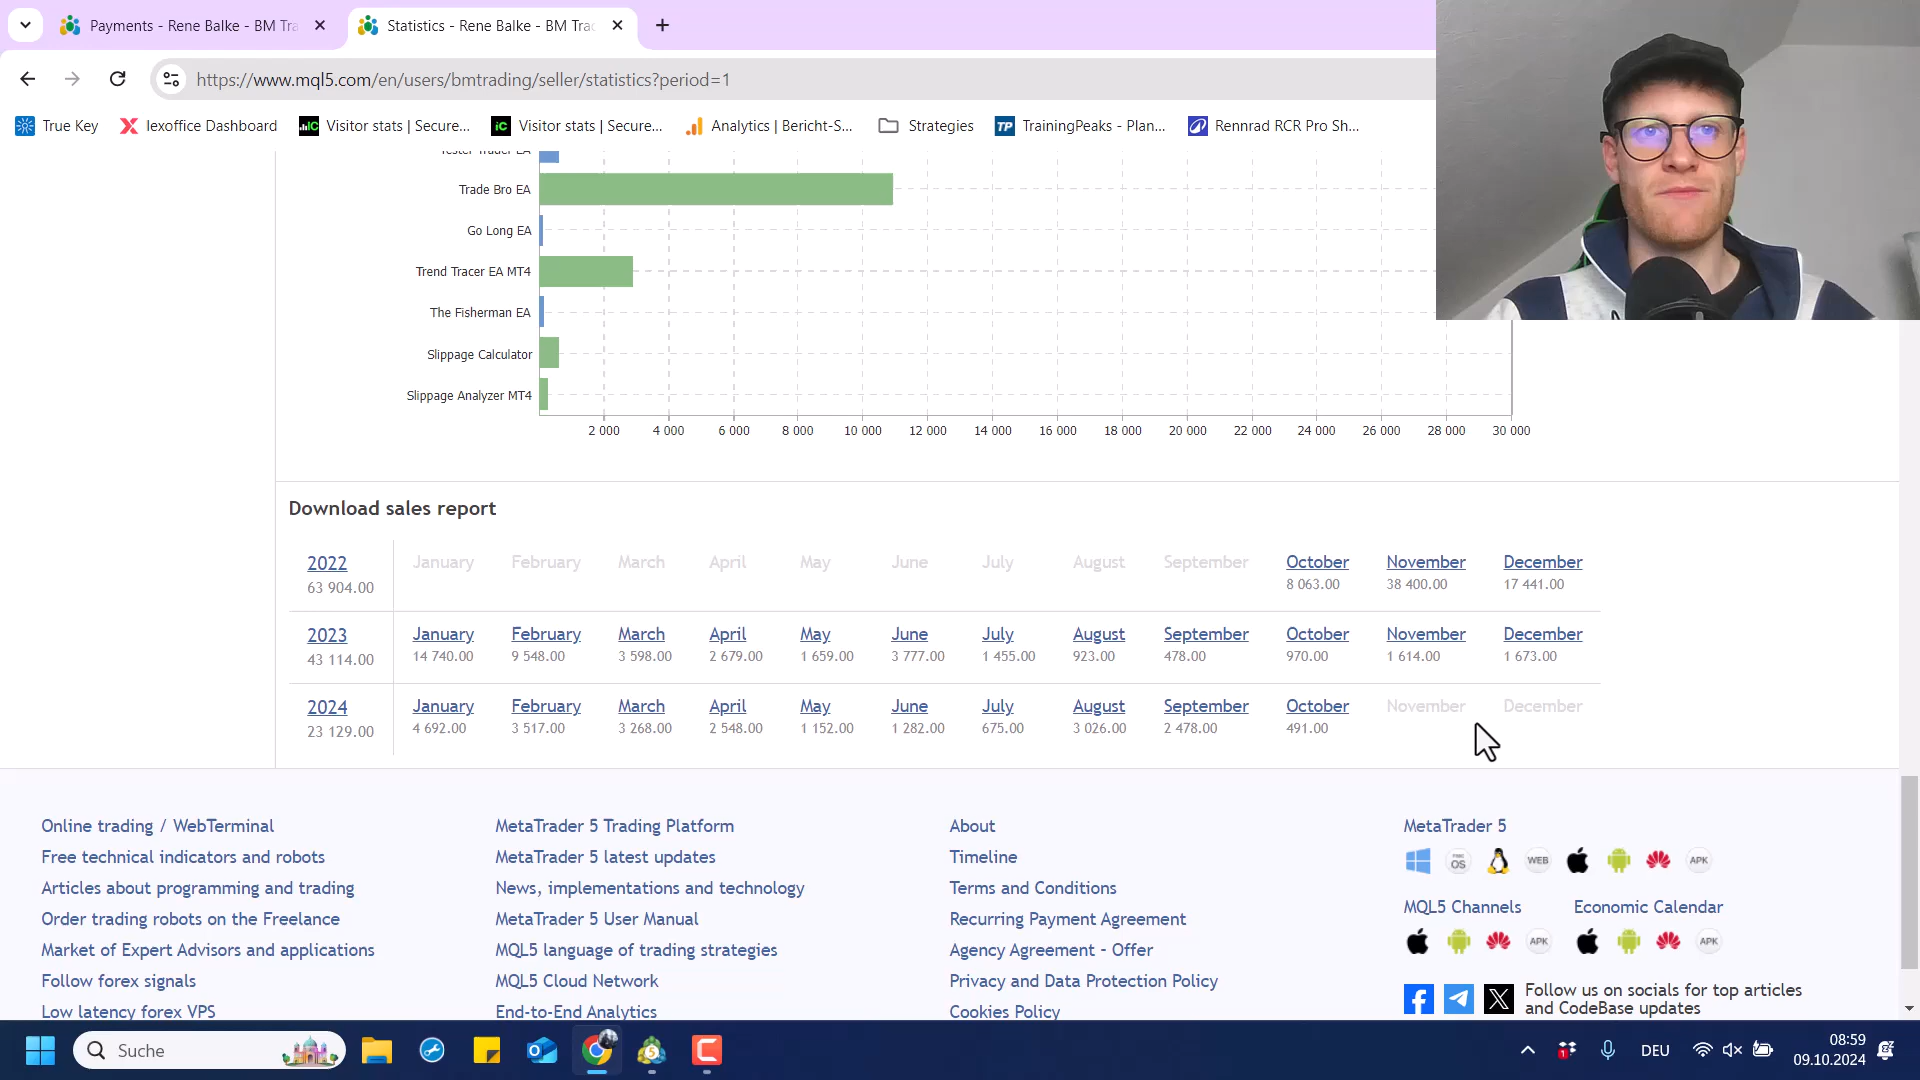 Payments - Rene Balke - BM Tra
Statistics - Rene Balke - BM Trac
https://www.mql5.com/en/users/bmtrading/seller/statistics?period=1
True Key
lexoffice Dashboard
Visitor stats | Secure...
Visitor stats | Secure...
Analytics | Bericht-S...
Strategies
TrainingPeaks - Plan...
Rennrad RCR Pro Sh...
Tester Trader EA
Trade Bro EA
Go Long EA
Trend Tracer EA MT4
The Fisherman EA
Slippage Calculator
Slippage Analyzer MT4
2 000 4 000 6 000 8 000 10 000 12 000 14 000 16 000 18 000 20 000 22 000 24 000 26 000 28 000 30 000
Download sales report
2022 January February March April May June July August September October November December
63 904.00 8 063.00 38 400.00 17 441.00
2023 January February March April May June July August September October November December
43 114.00 14 740.00 9 548.00 3 598.00 2 679.00 1 659.00 3 777.00 1 455.00 923.00 478.00 970.00 1 614.00 1 673.00
2024 January February March April May June July August September October November December
23 129.00 4 692.00 3 517.00 3 268.00 2 548.00 1 152.00 1 282.00 675.00 3 026.00 2 478.00 491.00
Online trading / WebTerminal
Free technical indicators and robots
Articles about programming and trading
Order trading robots on the Freelance
Market of Expert Advisors and applications
Follow forex signals
Low latency forex VPS
MetaTrader 5 Trading Platform
MetaTrader 5 latest updates
News, implementations and technology
MetaTrader 5 User Manual
MQL5 language of trading strategies
MQL5 Cloud Network
End-to-End Analytics
About
Timeline
Terms and Conditions
Recurring Payment Agreement
Agency Agreement – Offer
Privacy and Data Protection Policy
Cookies Policy
MetaTrader 5
WEB
APK
MQL5 Channels
APK
Economic Calendar
APK
Follow us on socials for top articles
and CodeBase updates
Suche
DEU
08:59
09.10.2024